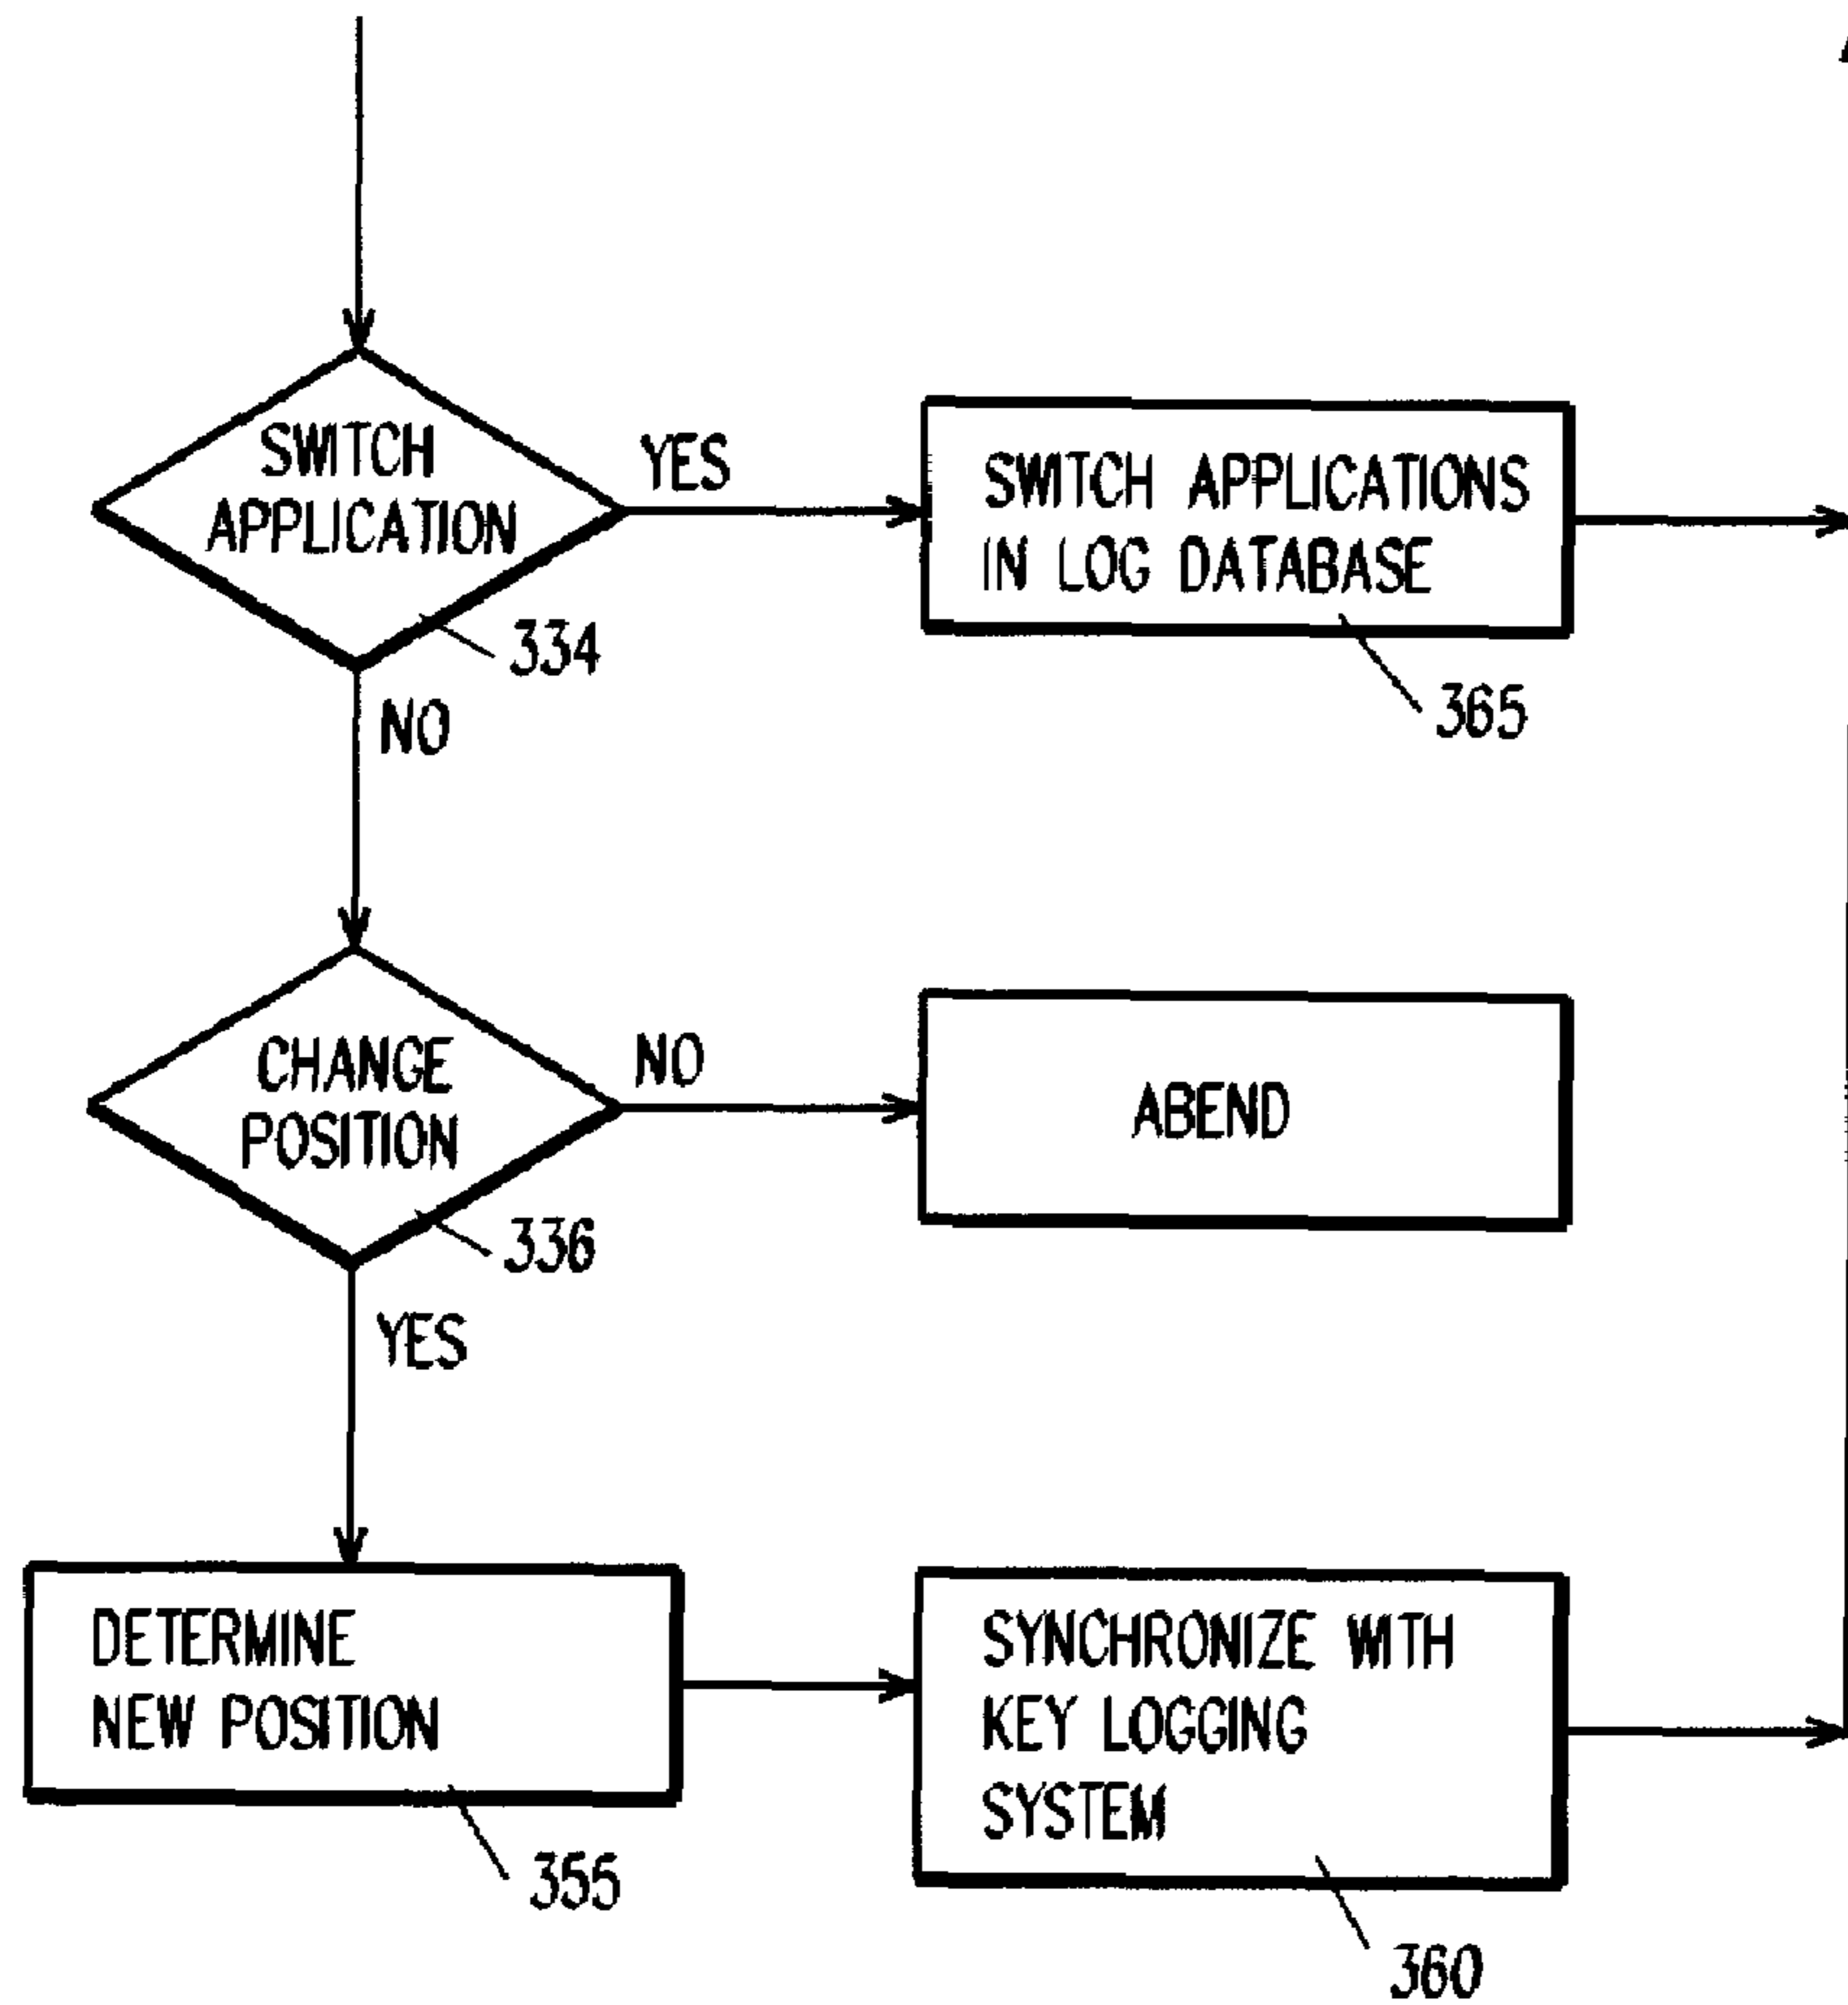 SWITCH
APPLICATION
YES
334
NO
SWITCH APPLICATIONS
IN LOG DATABASE
365
CHANGE
POSITION
NO
336
YES
ABEND
DETERMINE
NEW POSITION
355
SYNCHRONIZE WITH
KEY LOGGING
SYSTEM
360